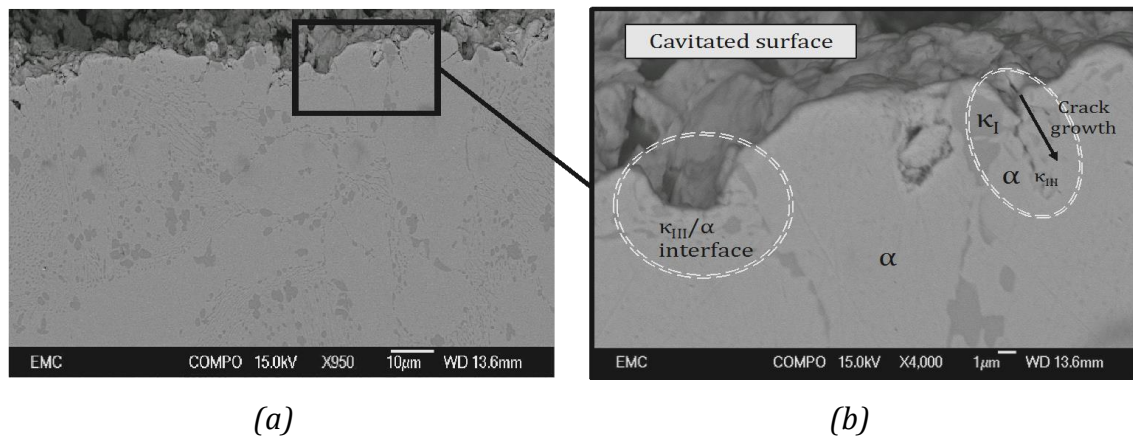 EMC COMPO 15.0kV X950 10μm WD 13.6mm
(a)
Cavitated surface
κI
Crack
growth
α
κIII
κIII/α
interface
α
EMC COMPO 15.0kV X4,000 1μm WD 13.6mm
(b)